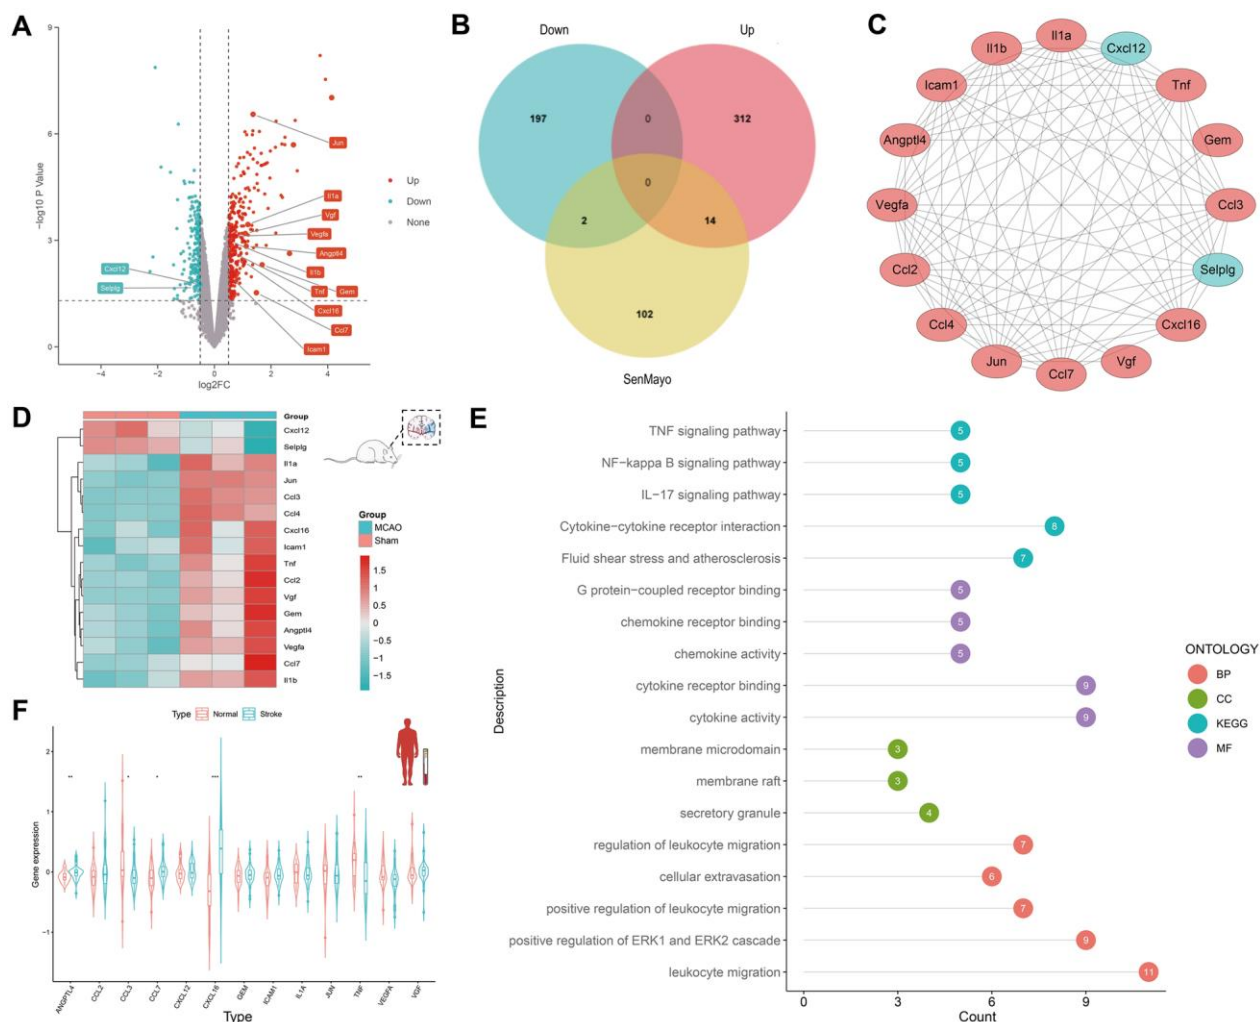 A
9
6
3
0
−4
−2
0
2
4
−log10 P Value
log2FC
Up
Down
None
Jun
Il1a
Vgf
Vegfa
Angptl4
Il1b
Tnf
Gem
Cxcl16
Ccl7
Icam1
Cxcl12
Selplg
B
Down
Up
197
0
312
0
2
14
102
SenMayo
C
Il1a
Cxcl12
Tnf
Gem
Ccl3
Selplg
Cxcl16
Vgf
Ccl7
Jun
Ccl4
Ccl2
Vegfa
Angptl4
Icam1
Il1b
D
Group
Cxcl12
Selplg
Il1a
Jun
Ccl3
Ccl4
Cxcl16
Icam1
Tnf
Ccl2
Vgf
Gem
Angptl4
Vegfa
Ccl7
Il1b
Group
MCAO
Sham
1.5
1
0.5
0
−0.5
−1
−1.5
E
Description
TNF signaling pathway
5
NF−kappa B signaling pathway
5
IL−17 signaling pathway
5
Cytokine−cytokine receptor interaction
8
Fluid shear stress and atherosclerosis
7
G protein−coupled receptor binding
5
chemokine receptor binding
5
chemokine activity
5
cytokine receptor binding
9
cytokine activity
9
membrane microdomain
3
membrane raft
3
secretory granule
4
regulation of leukocyte migration
7
cellular extravasation
6
positive regulation of leukocyte migration
7
positive regulation of ERK1 and ERK2 cascade
9
leukocyte migration
11
0
3
6
9
Count
ONTOLOGY
BP
CC
KEGG
MF
F
Type Normal Stroke
Gene expression
2
1
0
−1
** * * *** **
ANGPTL4
CCL2
CCL3
CCL7
CXCL12
CXCL16
GEM
ICAM1
IL1A
JUN
TNF
VEGFA
VGF
Type